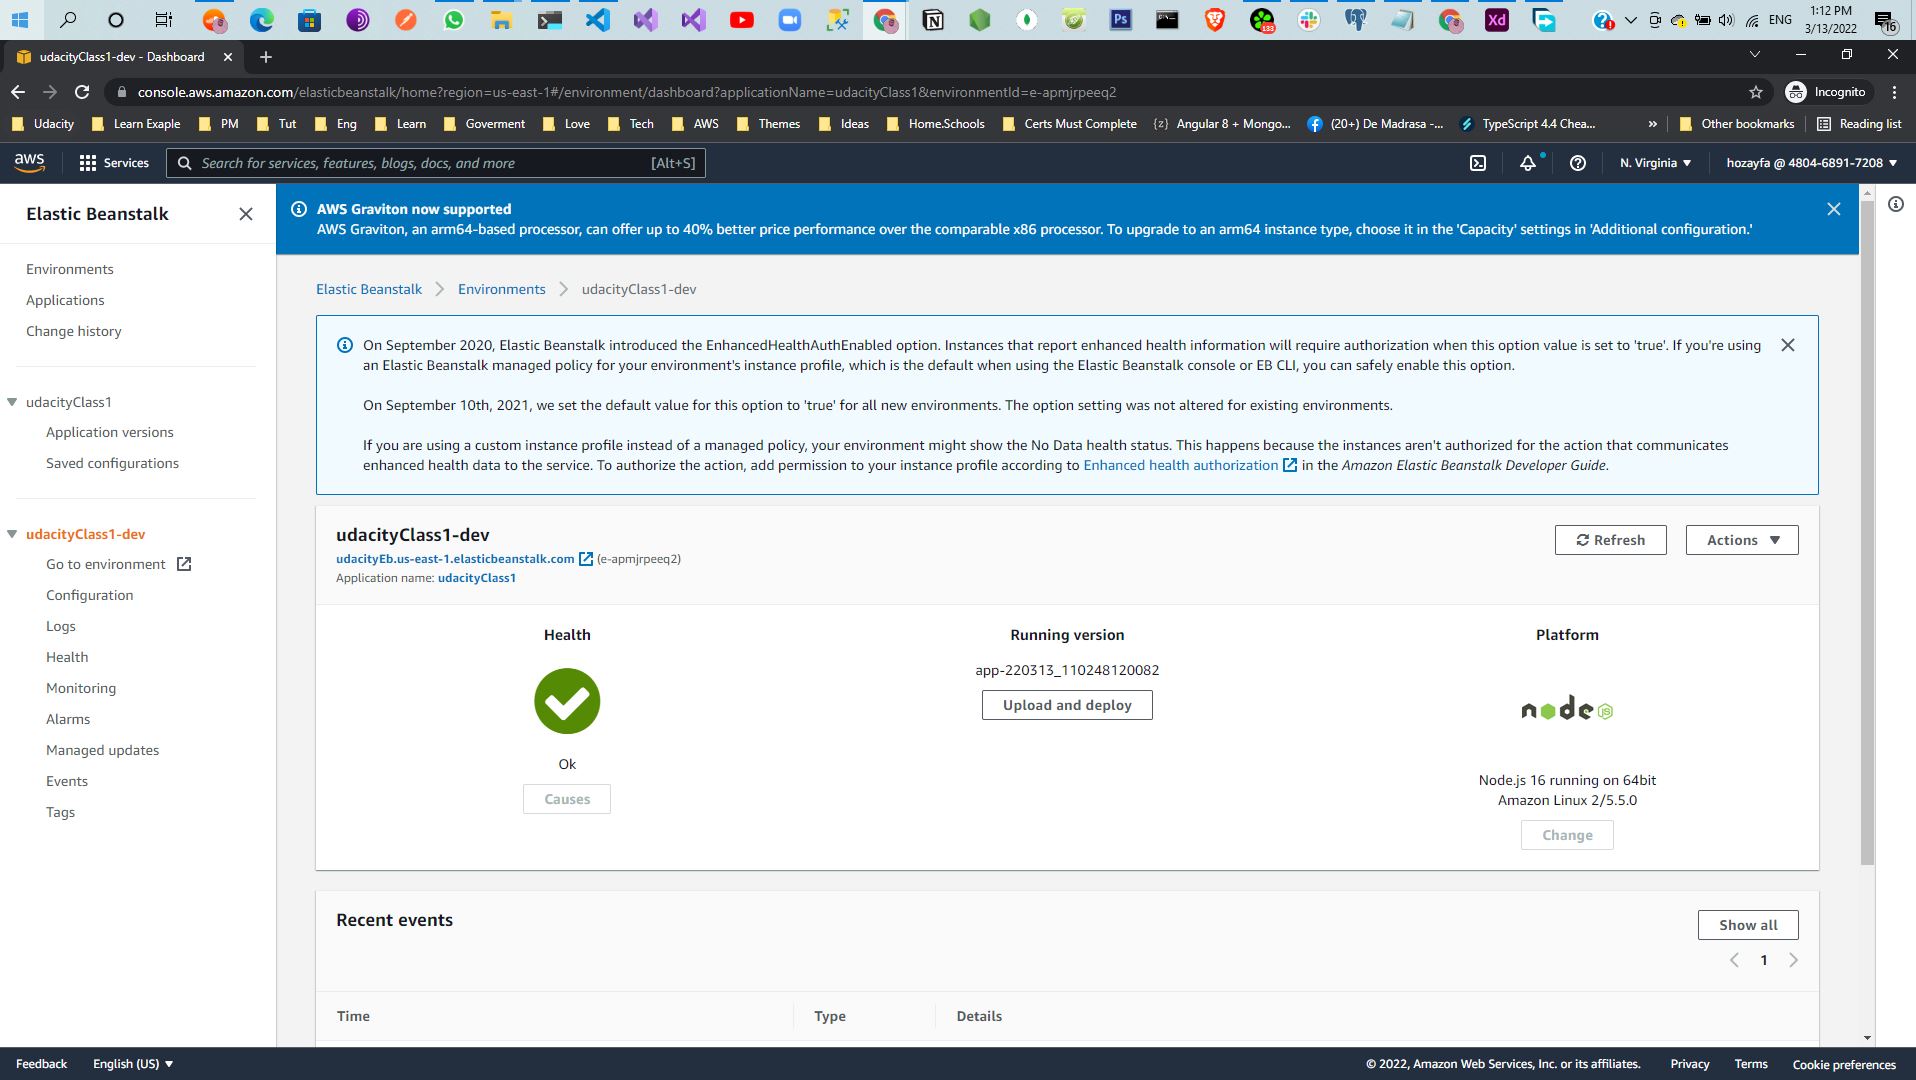 1:12 PM
ENG
3/13/2022
16
133
udacityClass1-dev - Dashboard
console.aws.amazon.com/elasticbeanstalk/home?region=us-east-1#/environment/dashboard?applicationName=udacityClass1&environmentId=e-apmjrpeeq2
Incognito
Udacity
Learn Exaple
PM
Tut
Eng
Learn
Goverment
Love
Tech
AWS
Themes
Ideas
Home.Schools
Certs Must Complete
Angular 8 + Mongo...
(20+) De Madrasa -...
TypeScript 4.4 Chea...
»
Other bookmarks
Reading list
aws
Services
Search for services, features, blogs, docs, and more
[Alt+S]
N. Virginia
hozayfa @ 4804-6891-7208
Elastic Beanstalk
Environments
Applications
Change history
udacityClass1
Application versions
Saved configurations
udacityClass1-dev
Go to environment
Configuration
Logs
Health
Monitoring
Alarms
Managed updates
Events
Tags
AWS Graviton now supported
AWS Graviton, an arm64-based processor, can offer up to 40% better price performance over the comparable x86 processor. To upgrade to an arm64 instance type, choose it in the 'Capacity' settings in 'Additional configuration.'
Elastic Beanstalk
Environments
udacityClass1-dev
On September 2020, Elastic Beanstalk introduced the EnhancedHealthAuthEnabled option. Instances that report enhanced health information will require authorization when this option value is set to 'true'. If you're using
an Elastic Beanstalk managed policy for your environment's instance profile, which is the default when using the Elastic Beanstalk console or EB CLI, you can safely enable this option.
On September 10th, 2021, we set the default value for this option to 'true' for all new environments. The option setting was not altered for existing environments.
If you are using a custom instance profile instead of a managed policy, your environment might show the No Data health status. This happens because the instances aren't authorized for the action that communicates
enhanced health data to the service. To authorize the action, add permission to your instance profile according to Enhanced health authorization in the Amazon Elastic Beanstalk Developer Guide.
udacityClass1-dev
udacityEb.us-east-1.elasticbeanstalk.com (e-apmjrpeeq2)
Application name: udacityClass1
Refresh
Actions
Health
Ok
Causes
Running version
app-220313_110248120082
Upload and deploy
Platform
node
JS
Node.js 16 running on 64bit
Amazon Linux 2/5.5.0
Change
Recent events
Show all
1
Time
Type
Details
Feedback
English (US)
© 2022, Amazon Web Services, Inc. or its affiliates.
Privacy
Terms
Cookie preferences